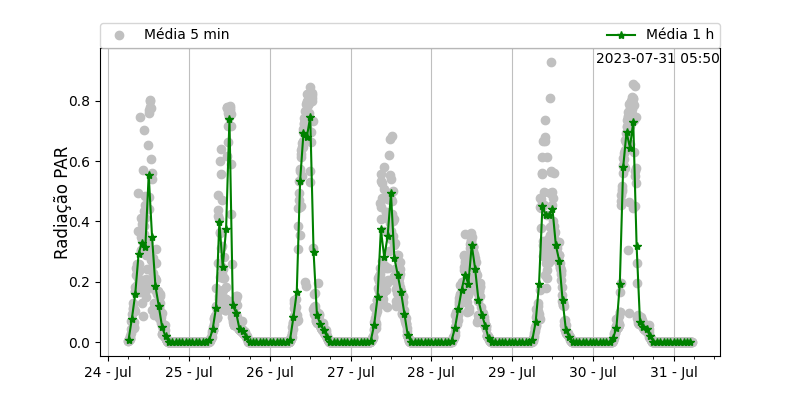 Média 5 min
Média 1 h
2023-07-31 05:50
Radiação PAR
0.8
0.6
0.4
0.2
0.0
24 - Jul
25 - Jul
26 - Jul
27 - Jul
28 - Jul
29 - Jul
30 - Jul
31 - Jul